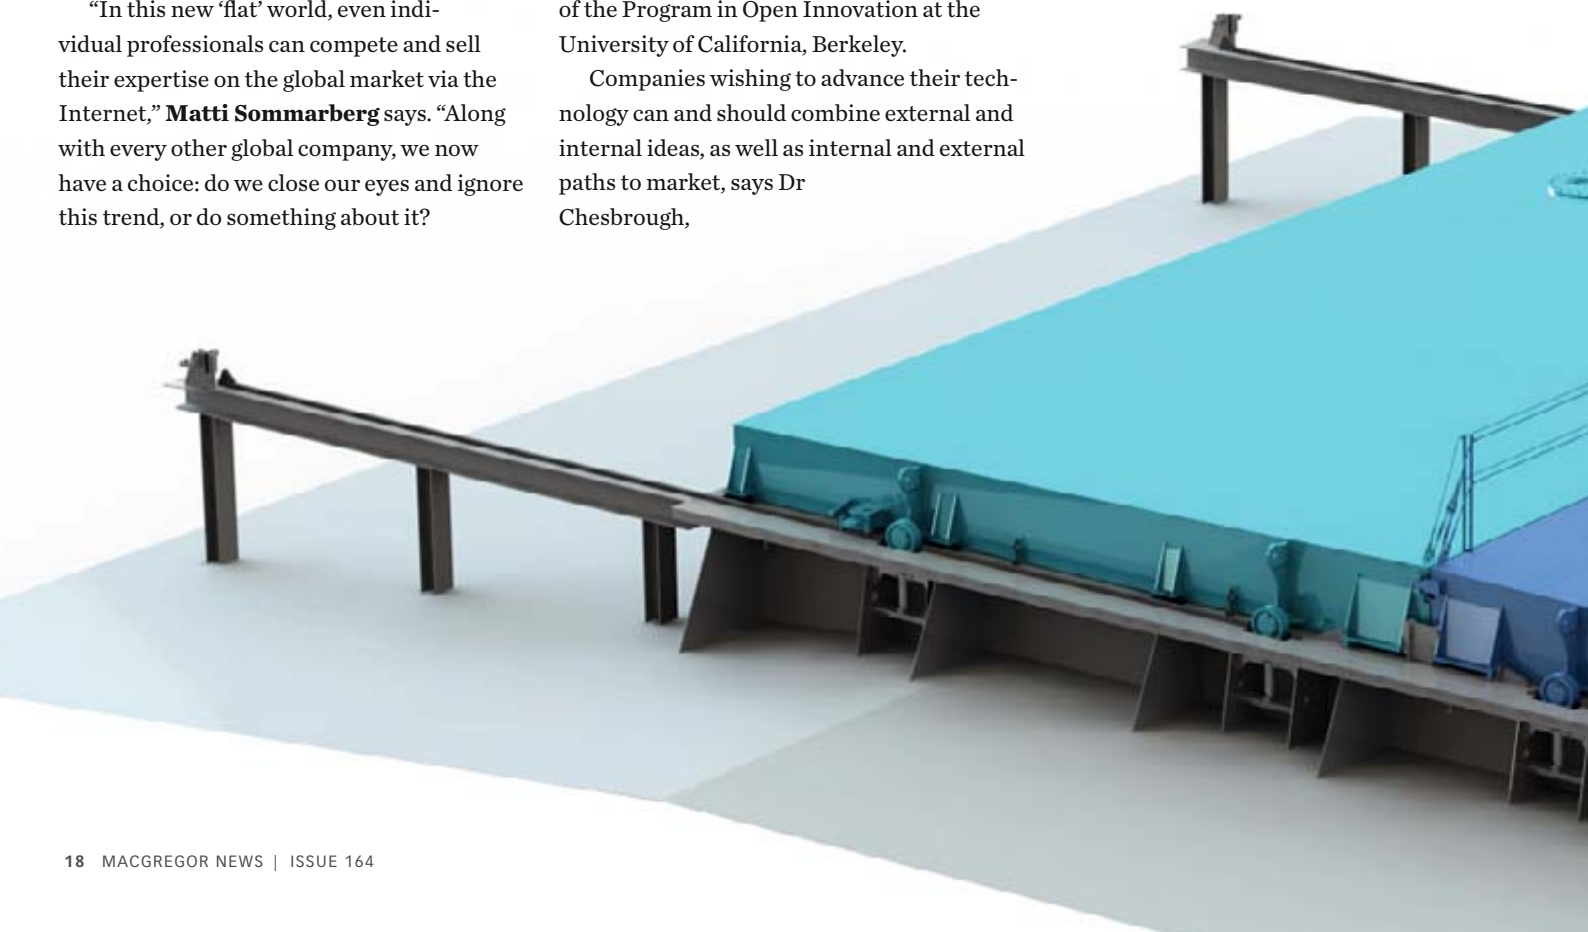 “In this new ‘flat’ world, even indi-
vidual professionals can compete and sell
their expertise on the global market via the
Internet,” Matti Sommarberg says. “Along
with every other global company, we now
have a choice: do we close our eyes and ignore
this trend, or do something about it?
of the Program in Open Innovation at the
University of California, Berkeley.
Companies wishing to advance their tech-
nology can and should combine external and
internal ideas, as well as internal and external
paths to market, says Dr
Chesbrough,
18 MACGREGOR NEWS | ISSUE 164